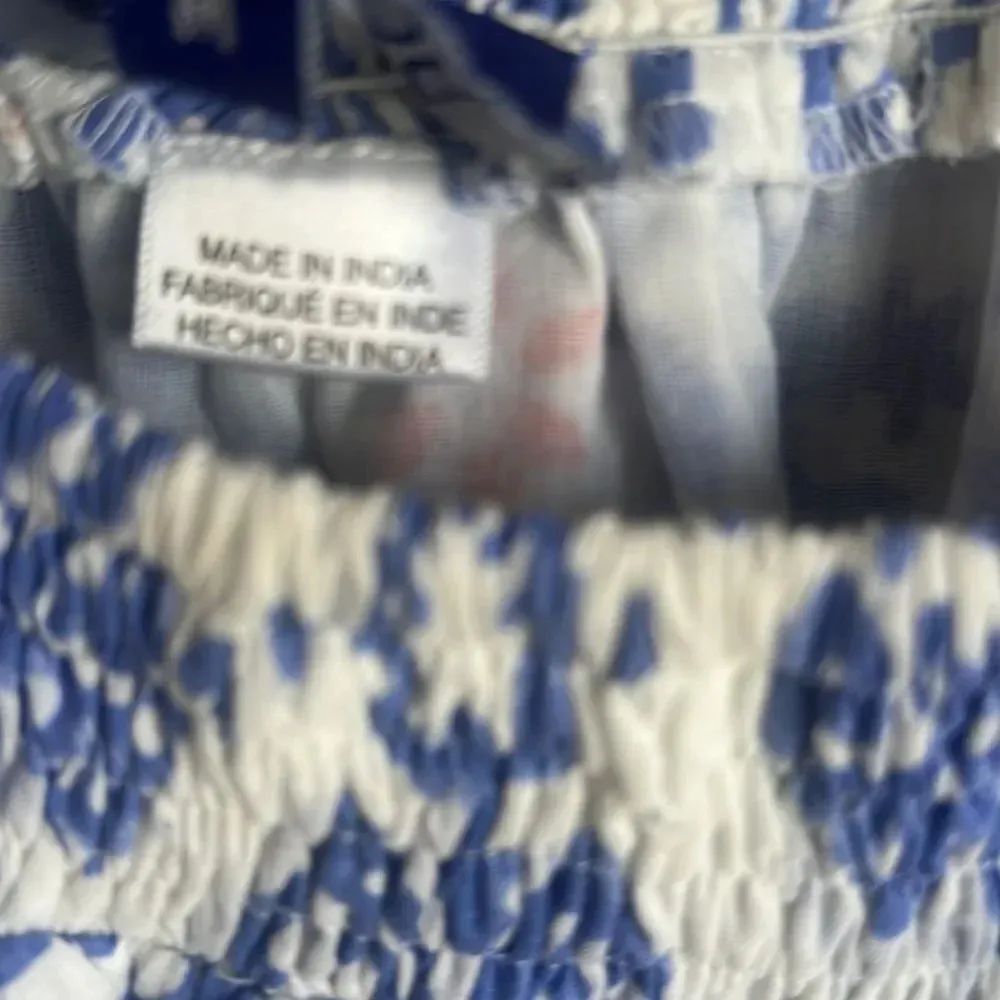 MADE IN INDIA
FABRIQUÉ EN INDE
HECHO EN INDIA